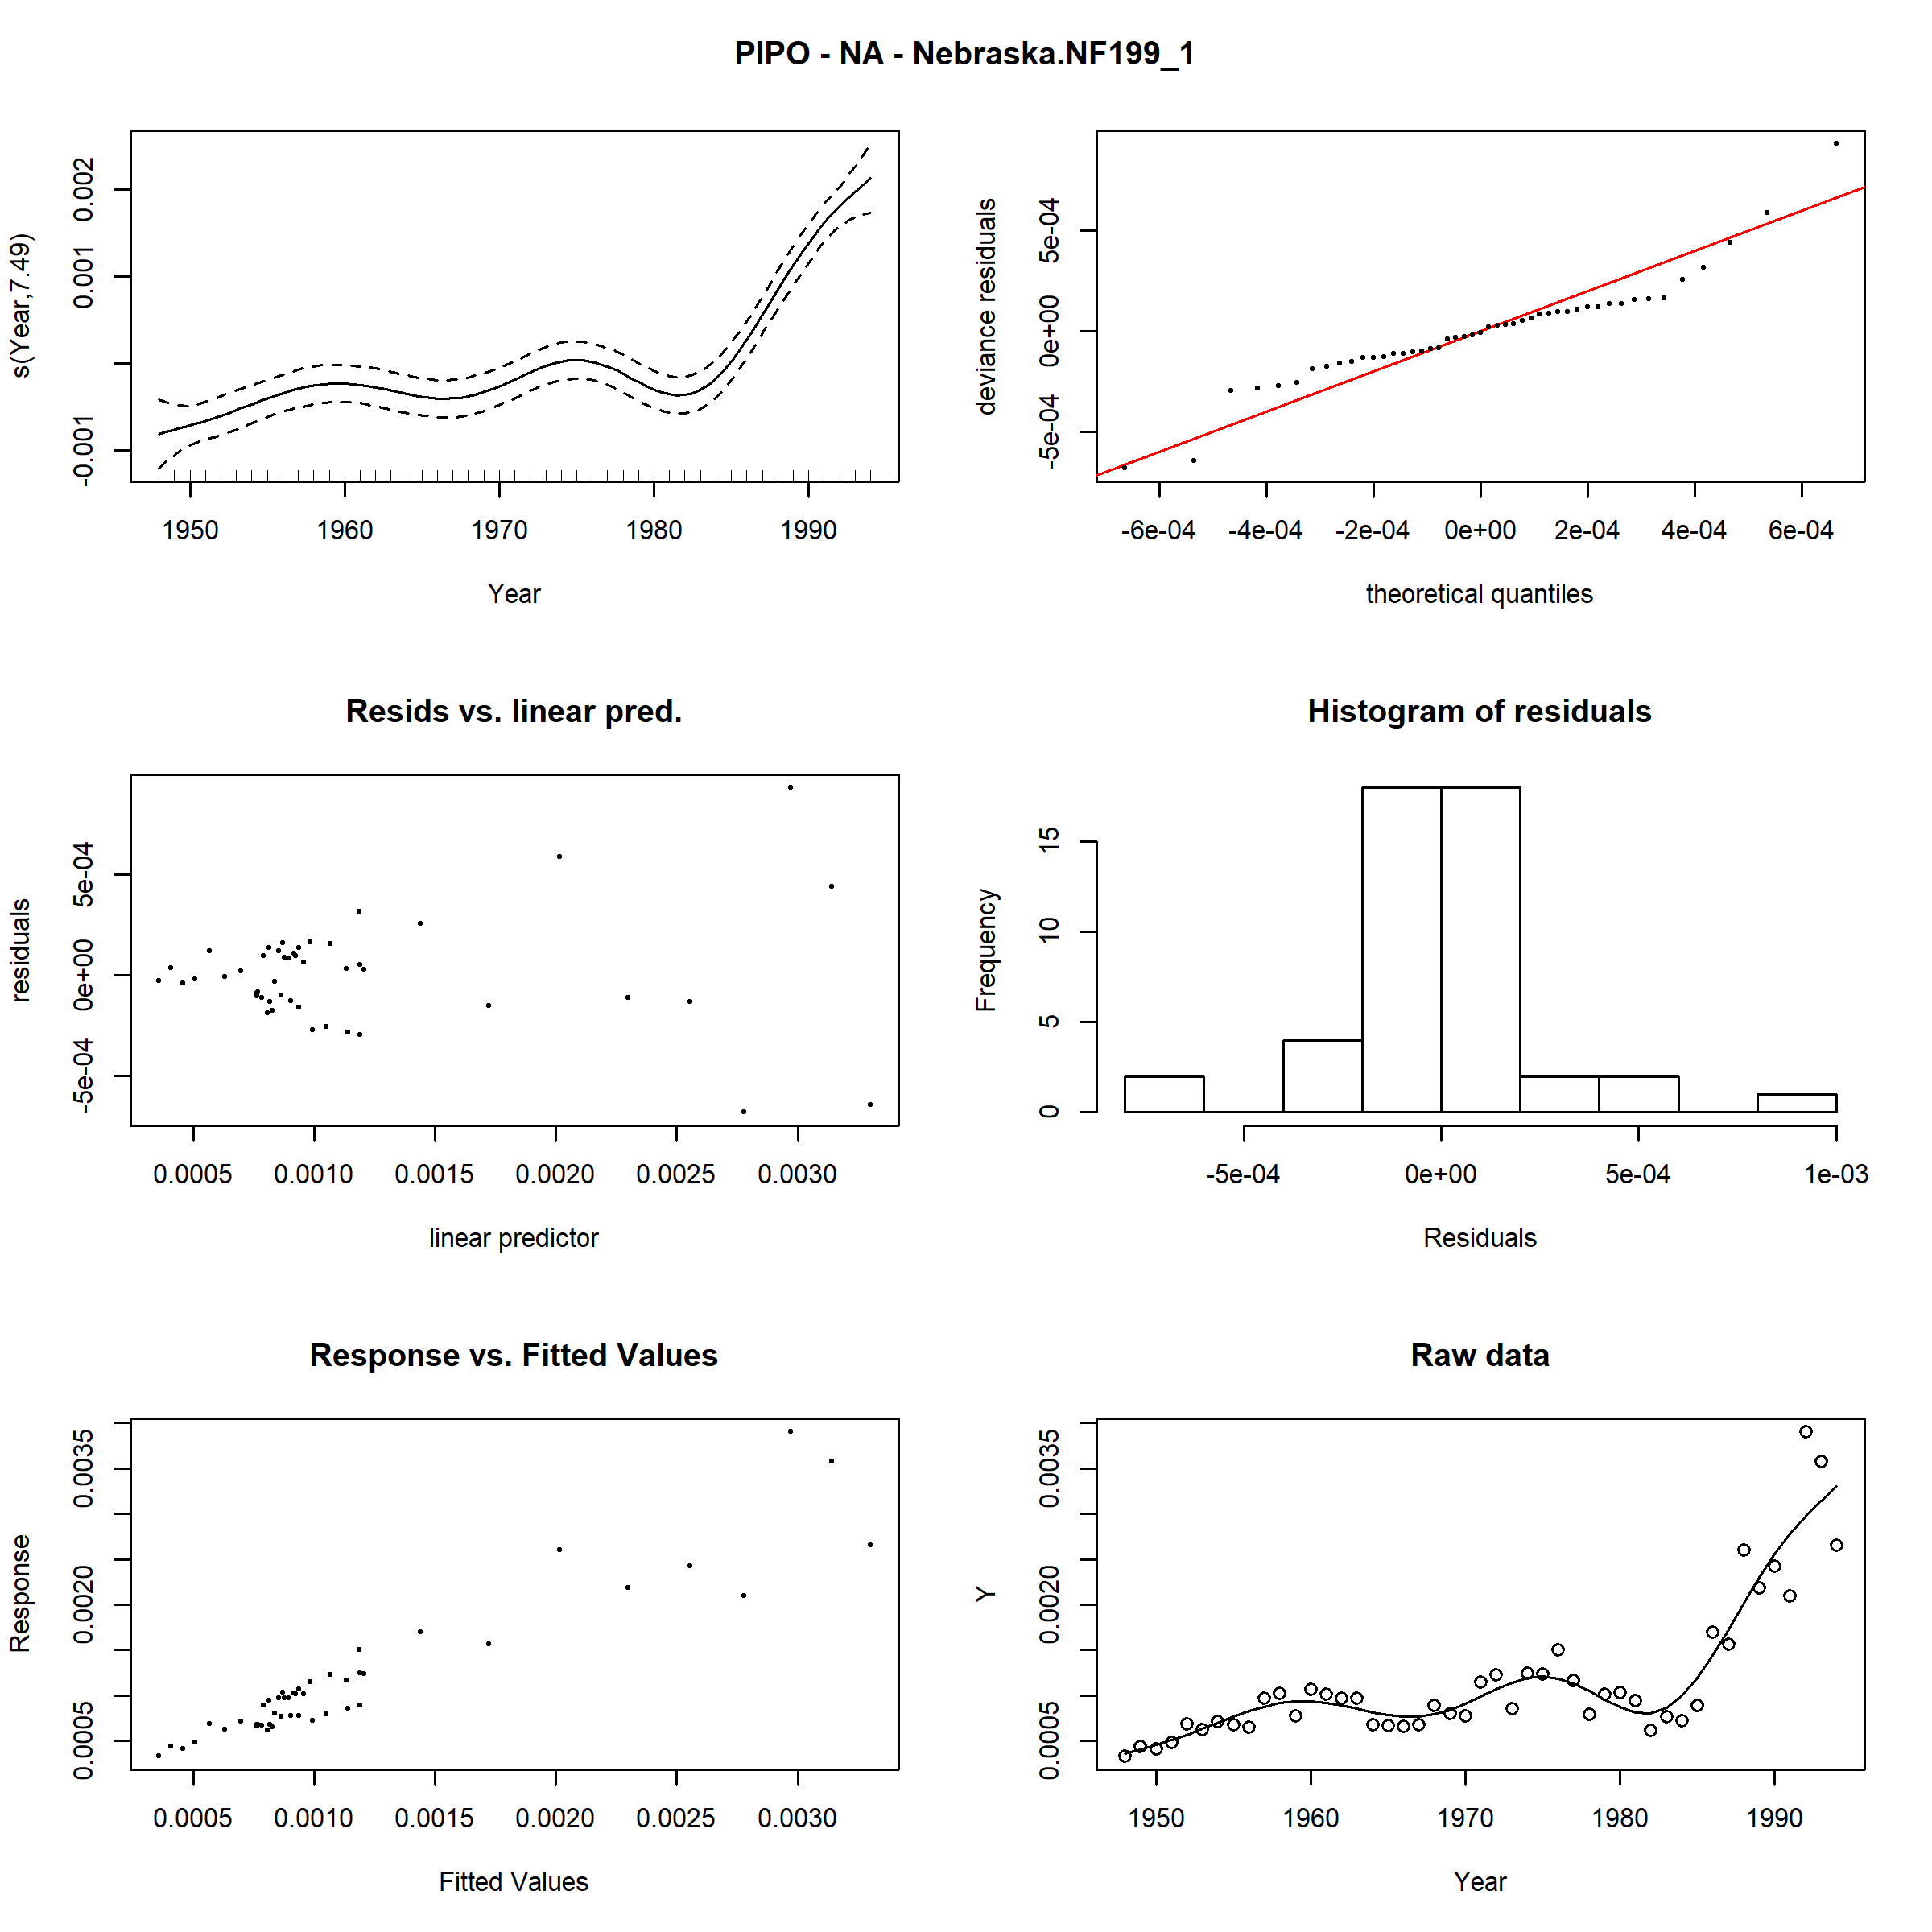 PIPO - NA - Nebraska.NF199_1
s(Year,7.49)
-0.001 0.001 0.002
1950 1960 1970 1980 1990
Year
deviance residuals
-5e-04 0e+00 5e-04
-6e-04 -4e-04 -2e-04 0e+00 2e-04 4e-04 6e-04
theoretical quantiles
Resids vs. linear pred.
residuals
-5e-04 0e+00 5e-04
0.0005 0.0010 0.0015 0.0020 0.0025 0.0030
linear predictor
Histogram of residuals
Frequency
0 5 10 15
-5e-04 0e+00 5e-04 1e-03
Residuals
Response vs. Fitted Values
Response
0.0005 0.0020 0.0035
0.0005 0.0010 0.0015 0.0020 0.0025 0.0030
Fitted Values
Raw data
Y
0.0005 0.0020 0.0035
1950 1960 1970 1980 1990
Year